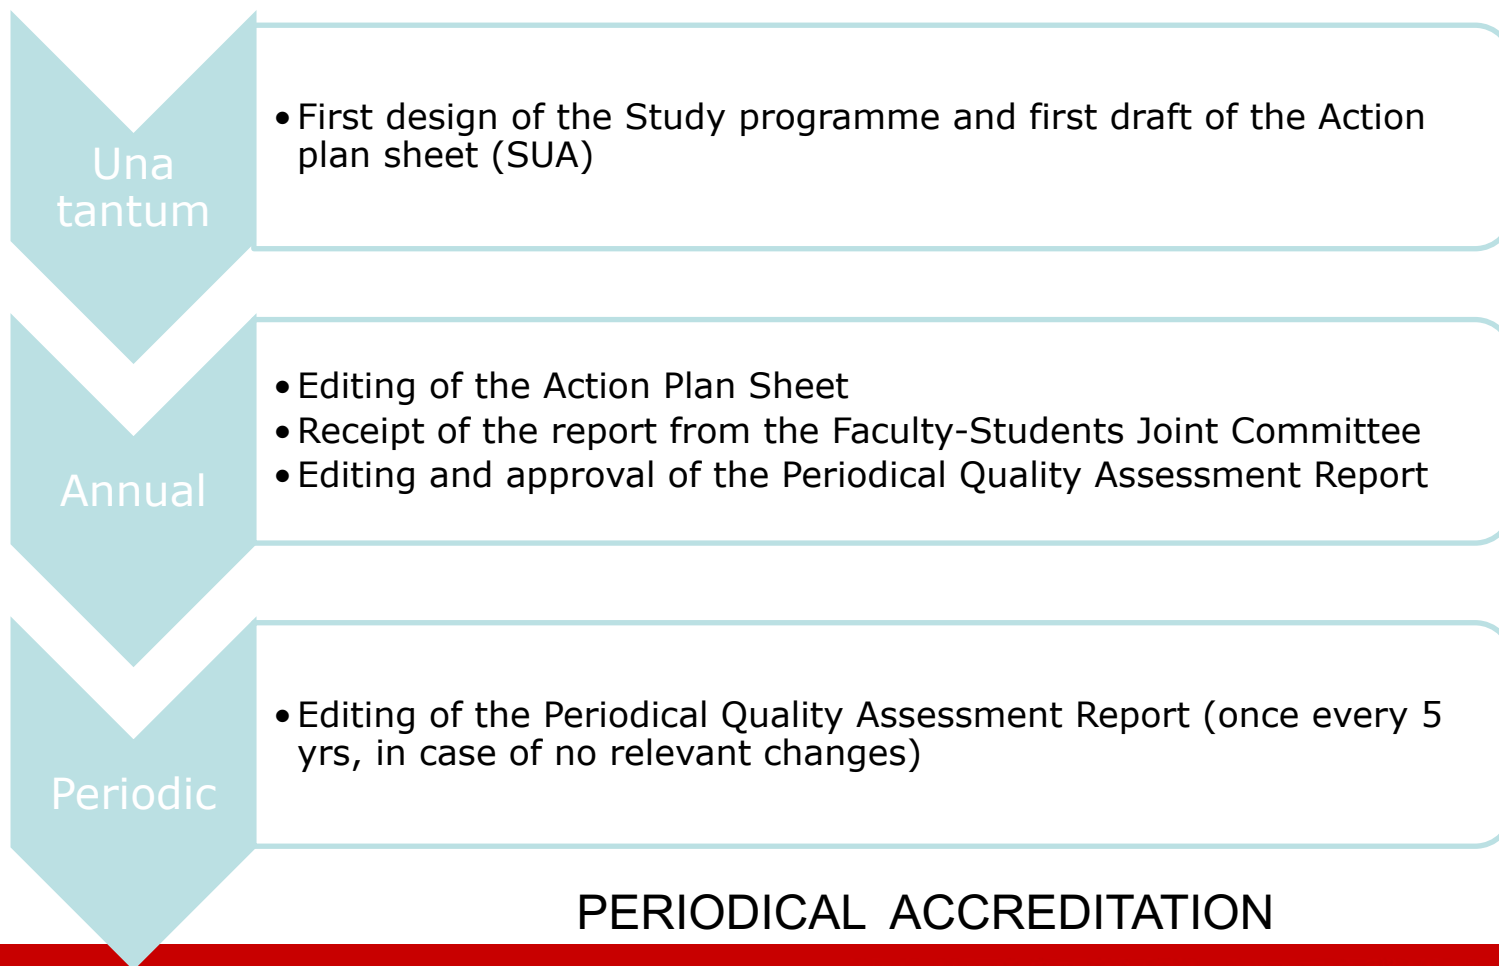 Una
tantum
• First design of the Study programme and first draft of the Action
plan sheet (SUA)
Annual
• Editing of the Action Plan Sheet
• Receipt of the report from the Faculty-Students Joint Committee
• Editing and approval of the Periodical Quality Assessment Report
Periodic
• Editing of the Periodical Quality Assessment Report (once every 5
yrs, in case of no relevant changes)
PERIODICAL ACCREDITATION